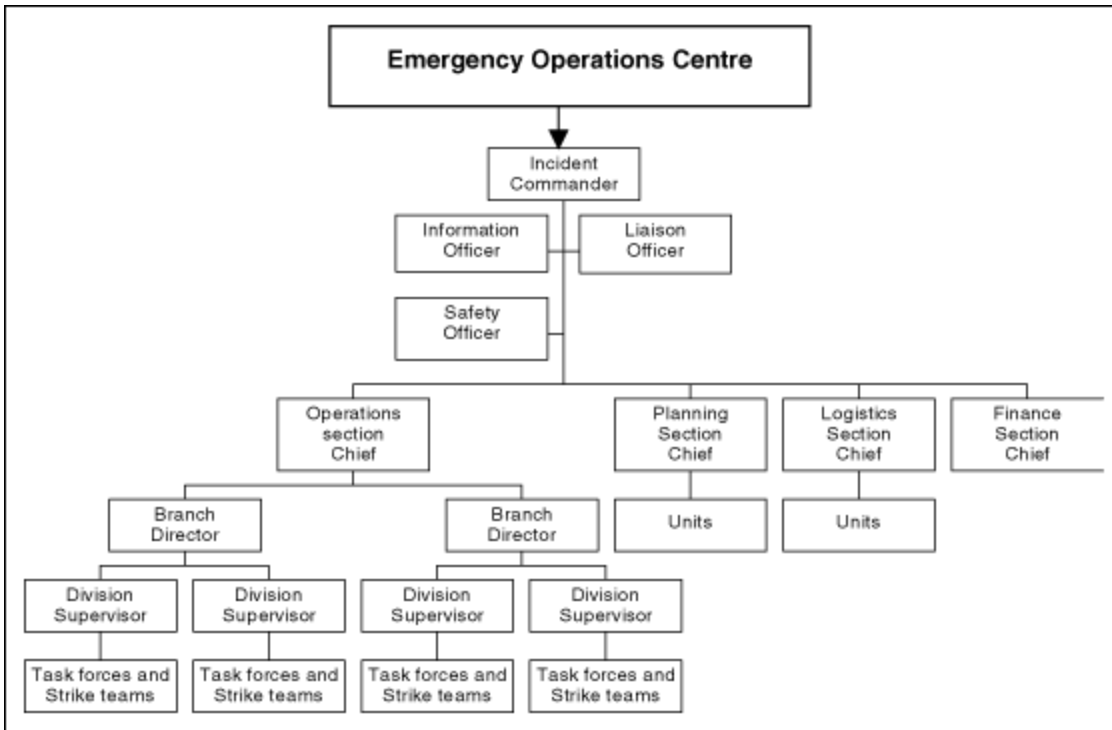 Emergency Operations Centre
Incident
Commander
Information
Officer
Liaison
Officer
Safety
Officer
Operations
section
Chief
Planning
Section
Chief
Logistics
Section
Chief
Finance
Section
Chief
Branch
Director
Branch
Director
Units
Units
Division
Supervisor
Division
Supervisor
Division
Supervisor
Division
Supervisor
Task forces and
Strike teams
Task forces and
Strike teams
Task forces and
Strike teams
Task forces and
Strike teams